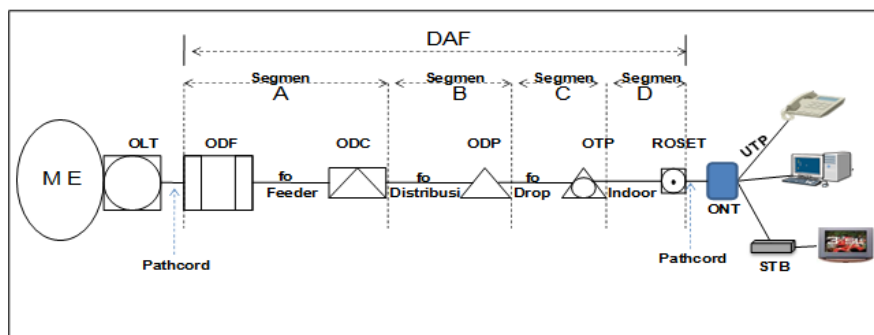 DAF
Segmen Segmen Segmen Segmen
A B C D
OLT ODF ODC ODP OTP ROSET
UTP
M E
fo fo fo
Feeder Distribusi Drop Indoor
ONT
Pathcord Pathcord
STB